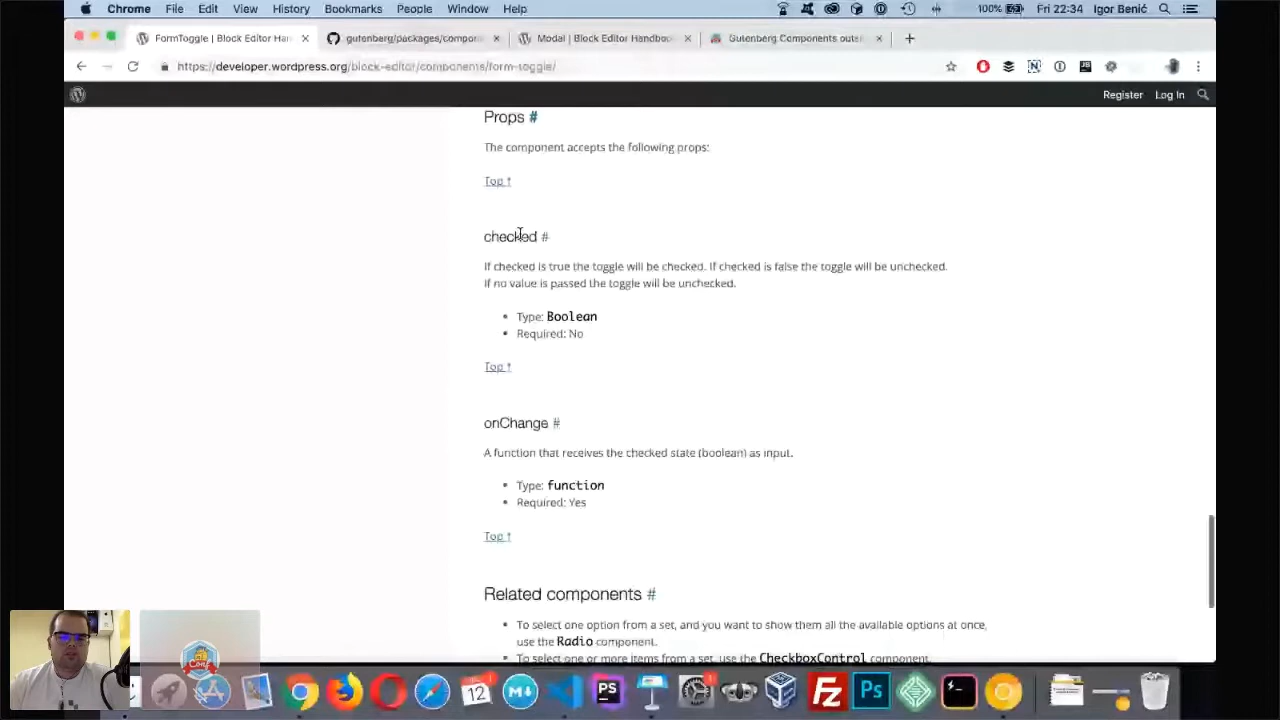 Chrome File Edit View History Bookmarks People Window Help 100% Fri 22:34 Igor Benić
FormToggle | Block Editor Han
gutenberg/packages/compon
Modal | Block Editor Handboo
Gutenberg Components outsi
https://developer.wordpress.org/block-editor/components/form-toggle/
Register Log In
Props #
The component accepts the following props:
Top ↑
checked #
If checked is true the toggle will be checked. If checked is false the toggle will be unchecked.
If no value is passed the toggle will be unchecked.
Type: Boolean
Required: No
Top ↑
onChange #
A function that receives the checked state (boolean) as input.
Type: function
Required: Yes
Top ↑
Related components #
To select one option from a set, and you want to show them all the available options at once,
use the Radio component.
To select one or more items from a set, use the CheckboxControl component.
Conf
12
PS
Fz
Ps